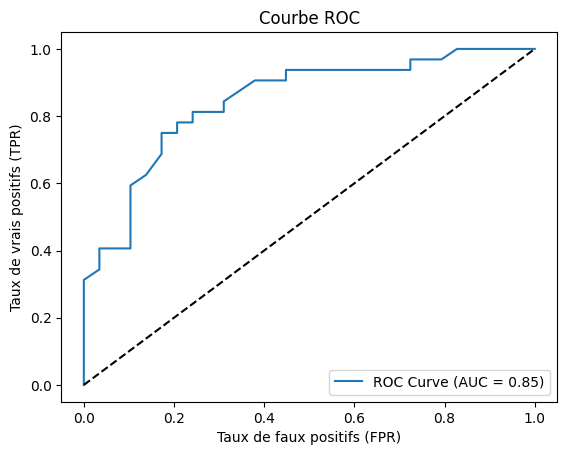 Courbe ROC
Taux de vrais positifs (TPR)
1.0
0.8
0.6
0.4
0.2
0.0
0.0 0.2 0.4 0.6 0.8 1.0
Taux de faux positifs (FPR)
ROC Curve (AUC = 0.85)